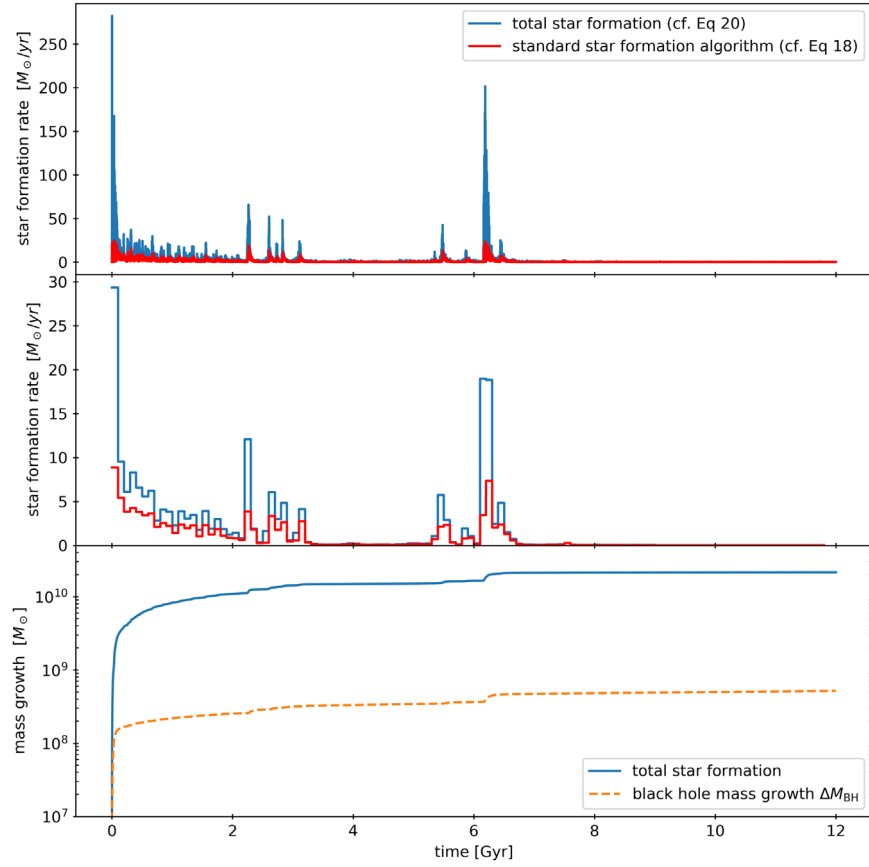 total star formation (cf. Eq 20)
standard star formation algorithm (cf. Eq 18)
star formation rate [M⊙/yr]
250
200
150
100
50
0
star formation rate [M⊙/yr]
30
25
20
15
10
5
0
mass growth [M⊙]
10¹⁰
10⁹
10⁸
10⁷
total star formation
black hole mass growth ΔM_BH
0 2 4 6 8 10 12
time [Gyr]